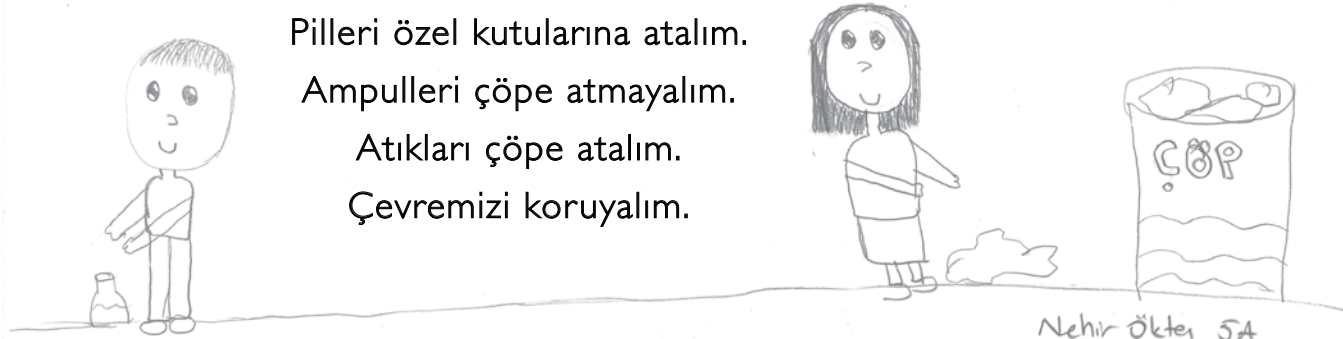 Pilleri özel kutularına atalım.
Ampulleri çöpe atmayalım.
Atıkları çöpe atalım.
Çevremizi koruyalım.
ÇÖP
Nehir Ökten 5A